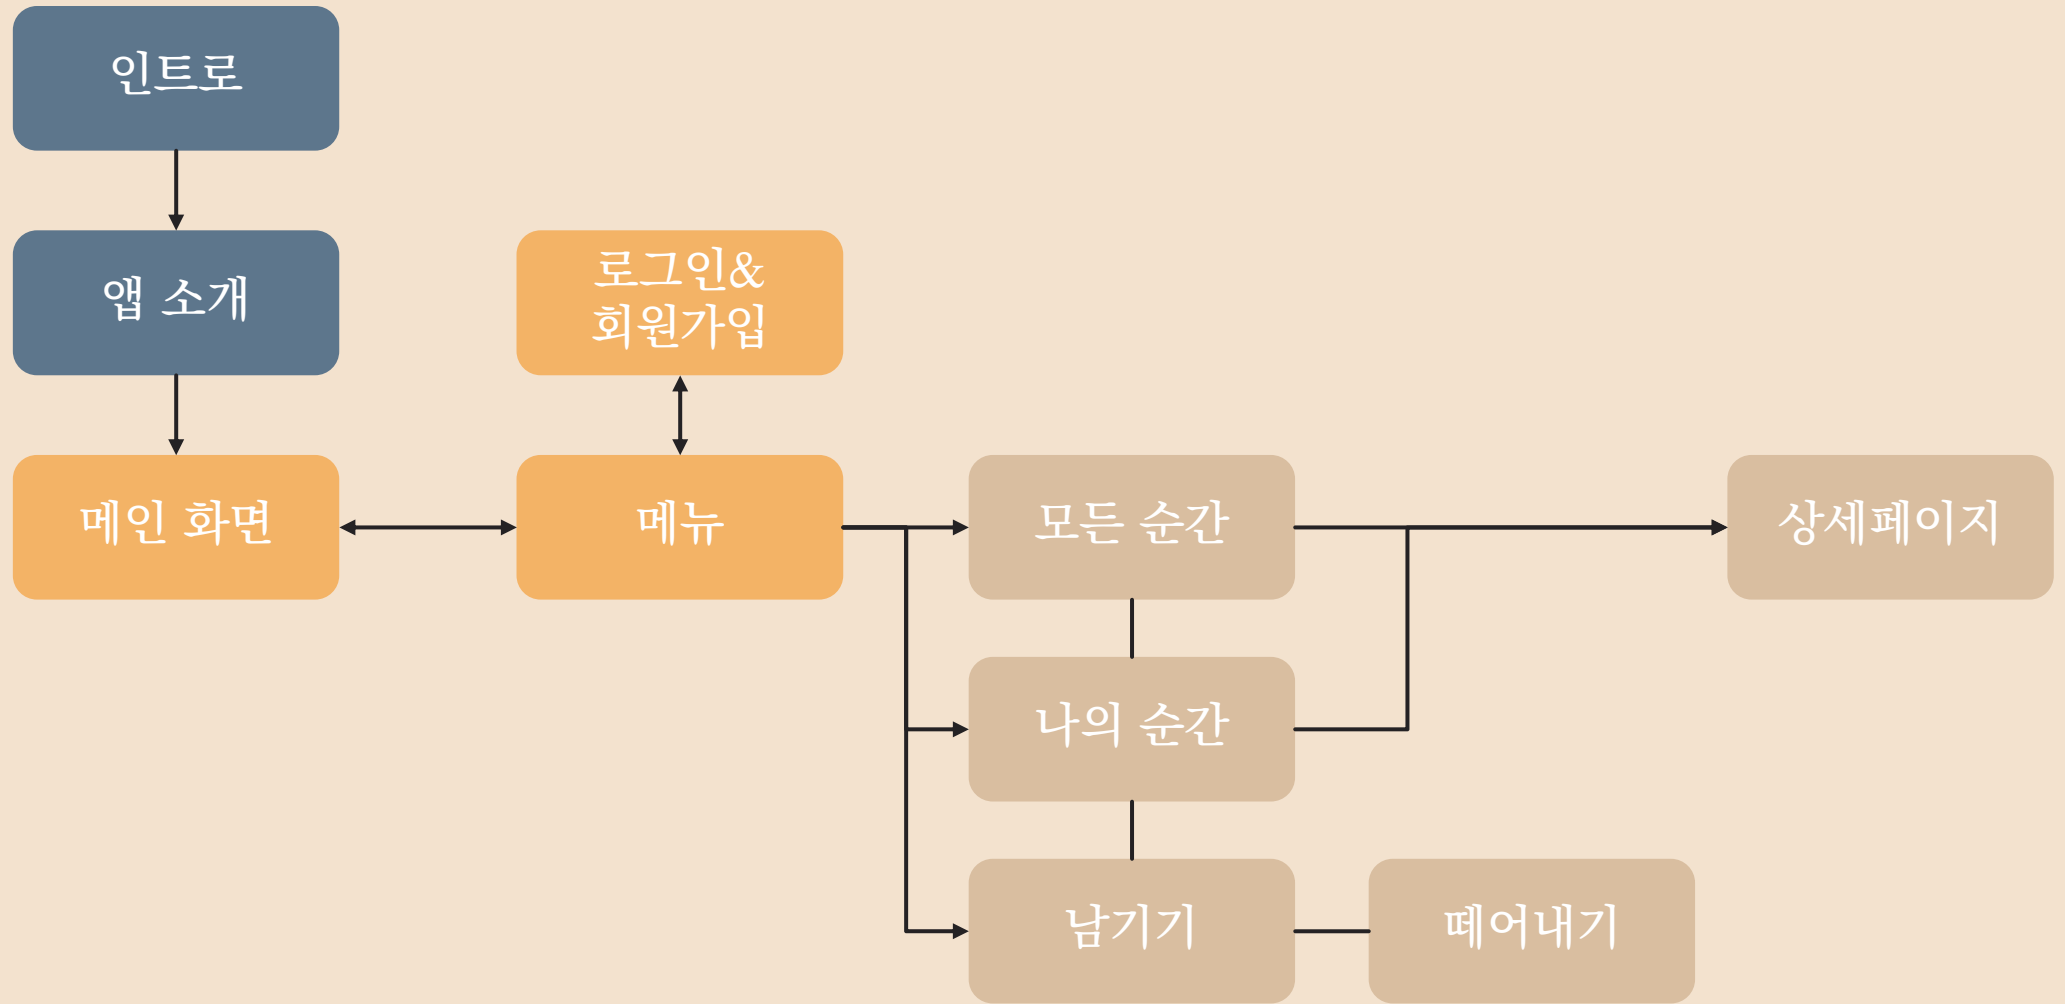 인트로
앱 소개
로그인&
회원가입
메인 화면
메뉴
모든 순간
상세페이지
나의 순간
남기기
떼어내기